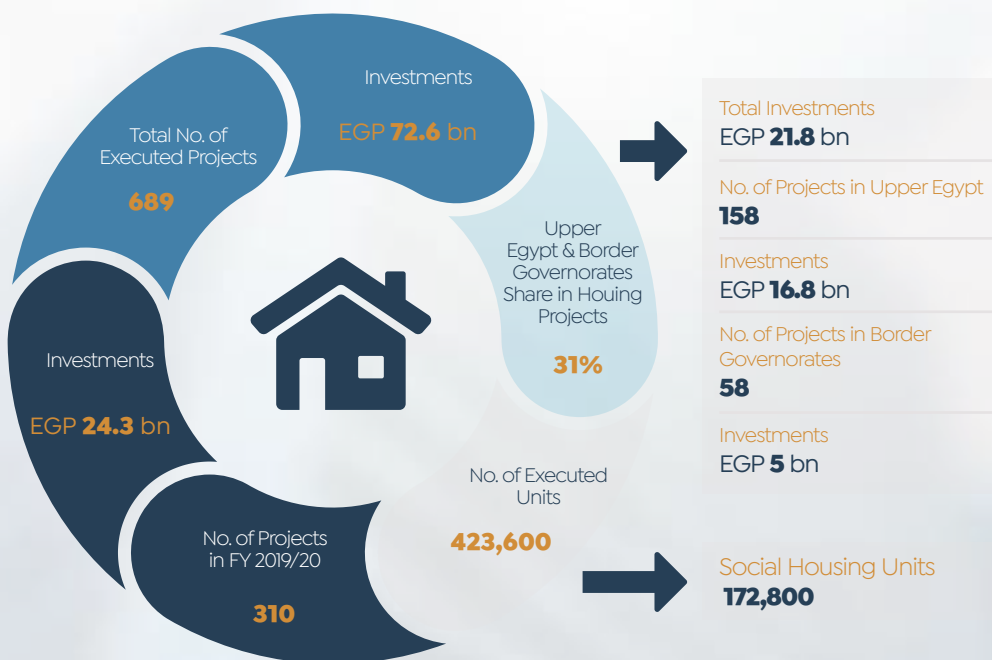 Investments
EGP 72.6 bn
Total No. of
Executed Projects
689
Upper
Egypt & Border
Governorates
Share in Houing
Projects
31%
Investments
EGP 24.3 bn
No. of Projects
in FY 2019/20
310
No. of Executed
Units
423,600
Total Investments
EGP 21.8 bn
No. of Projects in Upper Egypt
158
Investments
EGP 16.8 bn
No. of Projects in Border
Governorates
58
Investments
EGP 5 bn
Social Housing Units
172,800